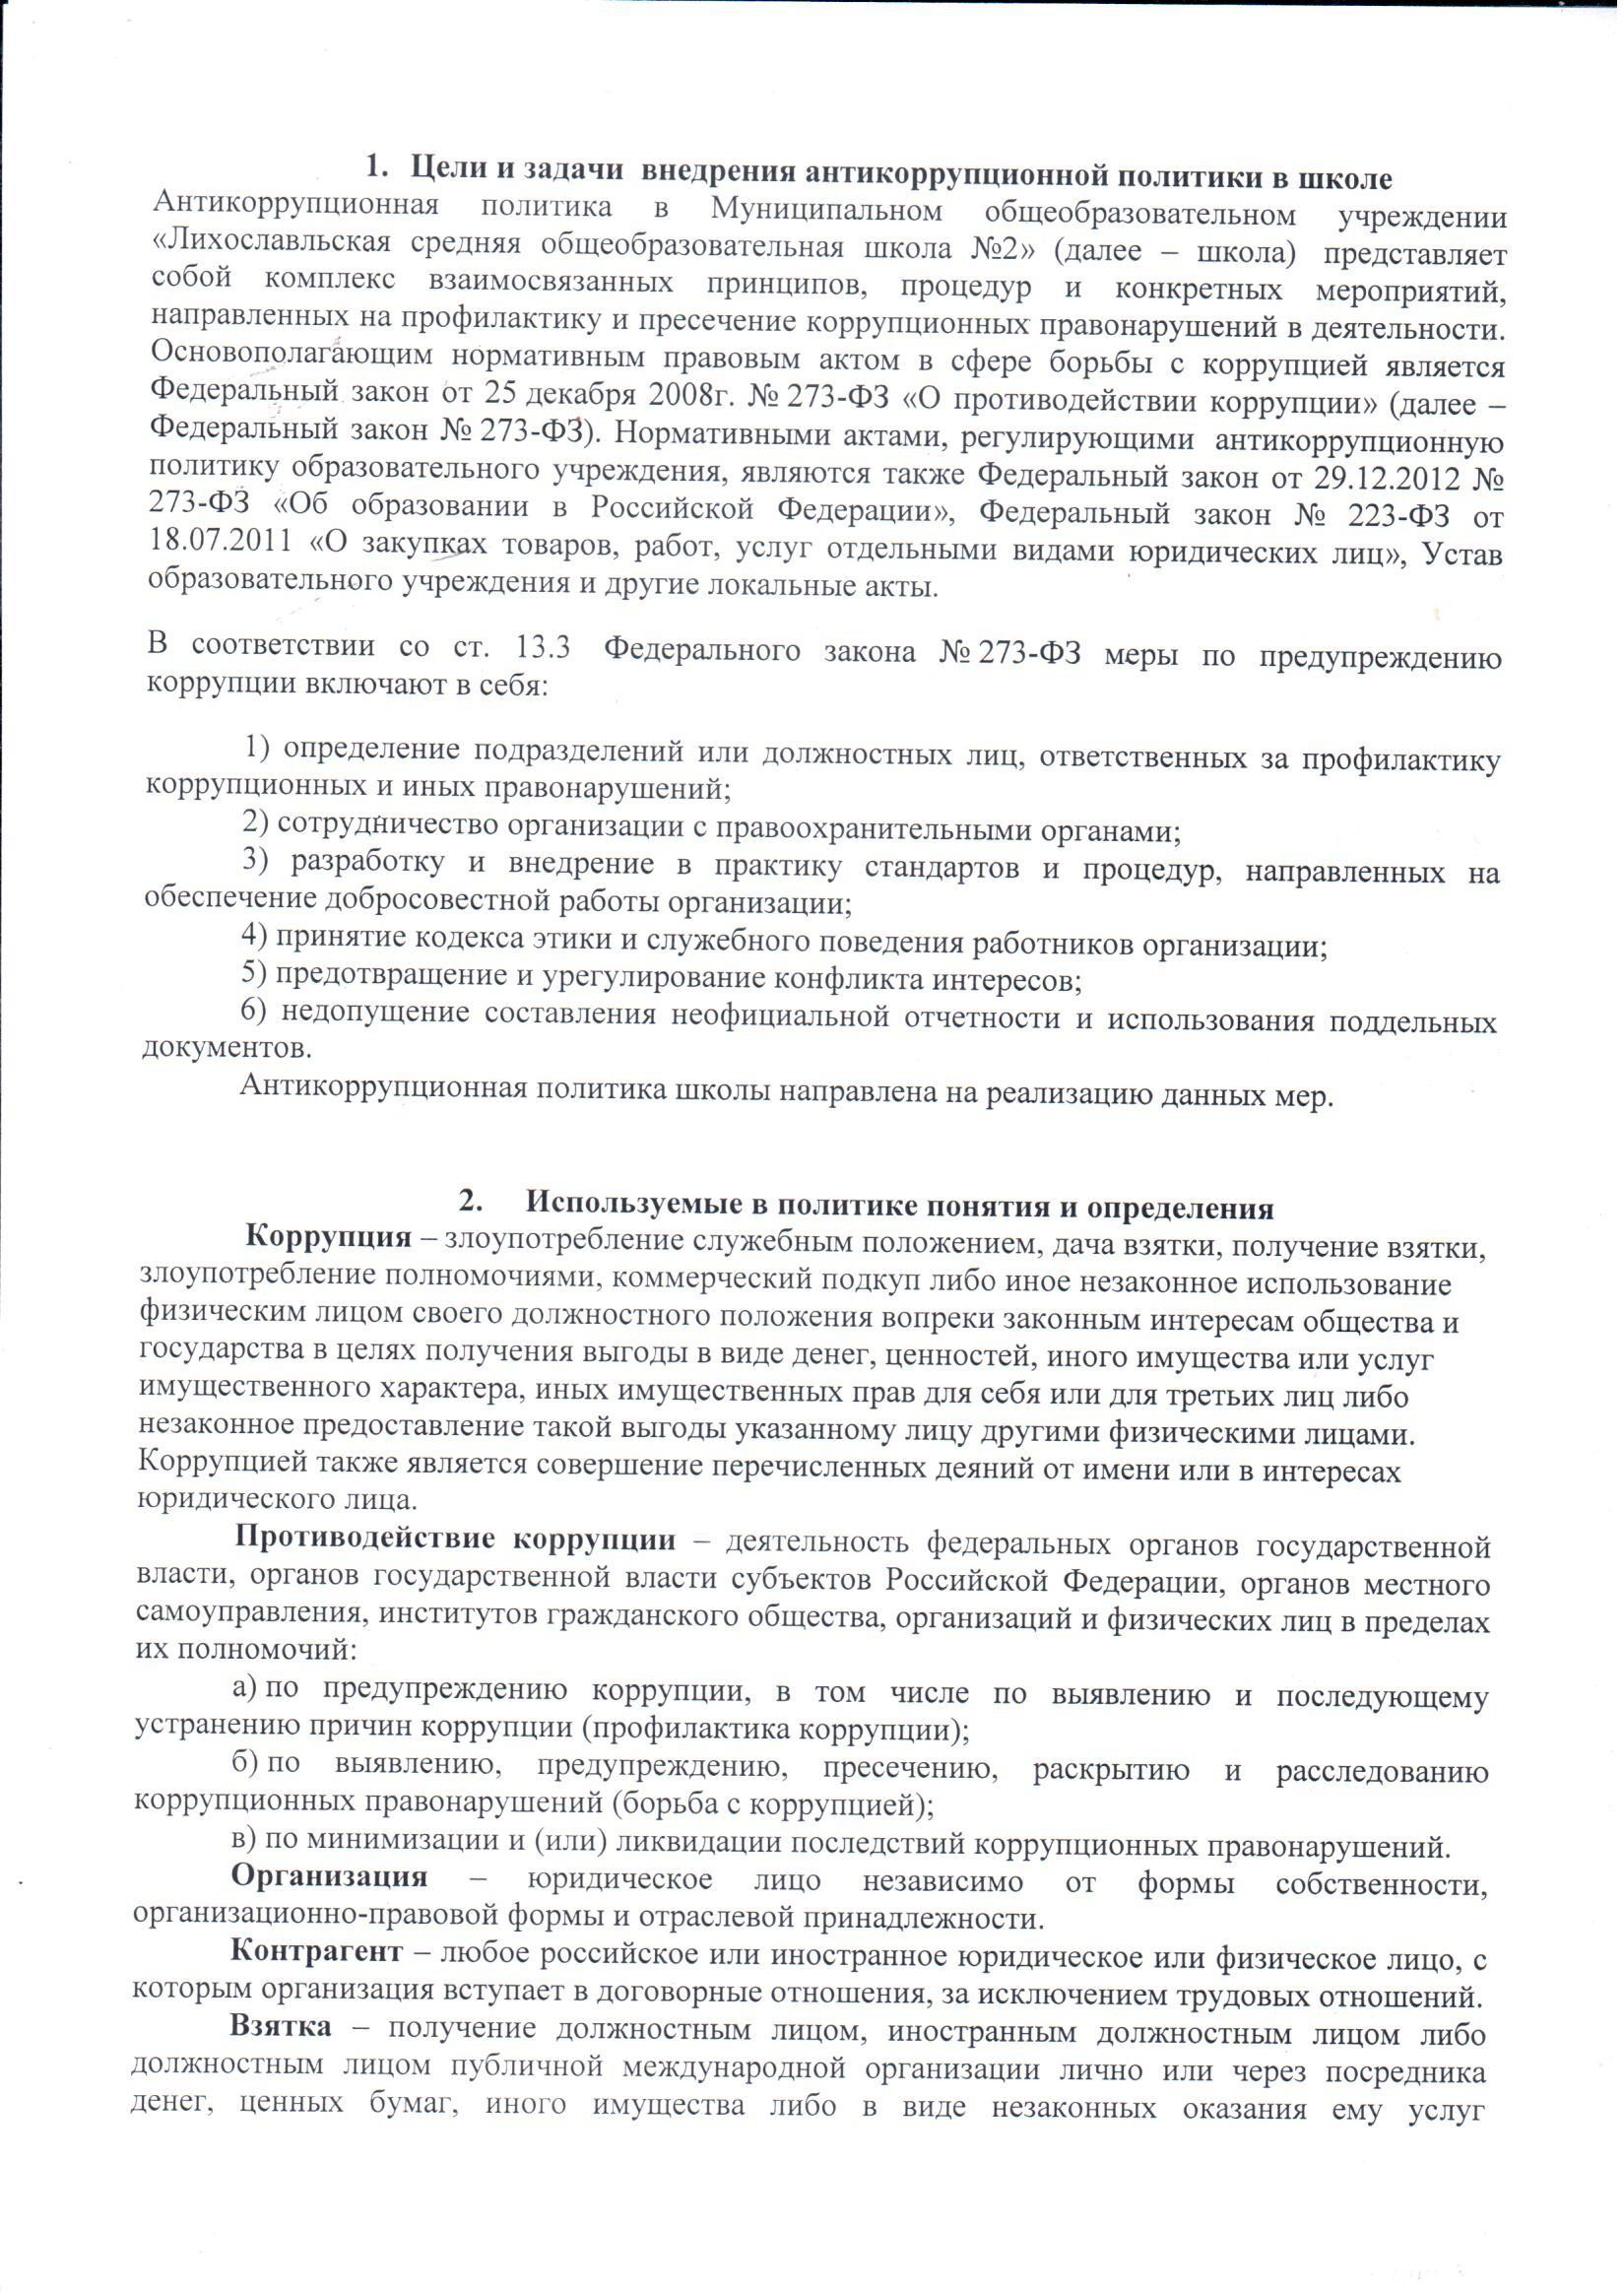 1. Цели и задачи внедрения антикоррупционной политики в школе
Антикоррупционная политика в Муниципальном общеобразовательном учреждении
«Лихославльская средняя общеобразовательная школа №2» (далее – школа) представляет
собой комплекс взаимосвязанных принципов, процедур и конкретных мероприятий,
направленных на профилактику и пресечение коррупционных правонарушений в деятельности.
Основополагающим нормативным правовым актом в сфере борьбы с коррупцией является
Федеральный закон от 25 декабря 2008г. № 273-ФЗ «О противодействии коррупции» (далее –
Федеральный закон № 273-ФЗ). Нормативными актами, регулирующими антикоррупционную
политику образовательного учреждения, являются также Федеральный закон от 29.12.2012 №
273-ФЗ «Об образовании в Российской Федерации», Федеральный закон № 223-ФЗ от
18.07.2011 «О закупках товаров, работ, услуг отдельными видами юридических лиц», Устав
образовательного учреждения и другие локальные акты.
В соответствии со ст. 13.3 Федерального закона № 273-ФЗ меры по предупреждению
коррупции включают в себя:
1) определение подразделений или должностных лиц, ответственных за профилактику
коррупционных и иных правонарушений;
2) сотрудничество организации с правоохранительными органами;
3) разработку и внедрение в практику стандартов и процедур, направленных на
обеспечение добросовестной работы организации;
4) принятие кодекса этики и служебного поведения работников организации;
5) предотвращение и урегулирование конфликта интересов;
6) недопущение составления неофициальной отчетности и использования поддельных
документов.
Антикоррупционная политика школы направлена на реализацию данных мер.
2. Используемые в политике понятия и определения
Коррупция – злоупотребление служебным положением, дача взятки, получение взятки,
злоупотребление полномочиями, коммерческий подкуп либо иное незаконное использование
физическим лицом своего должностного положения вопреки законным интересам общества и
государства в целях получения выгоды в виде денег, ценностей, иного имущества или услуг
имущественного характера, иных имущественных прав для себя или для третьих лиц либо
незаконное предоставление такой выгоды указанному лицу другими физическими лицами.
Коррупцией также является совершение перечисленных деяний от имени или в интересах
юридического лица.
Противодействие коррупции – деятельность федеральных органов государственной
власти, органов государственной власти субъектов Российской Федерации, органов местного
самоуправления, институтов гражданского общества, организаций и физических лиц в пределах
их полномочий:
а) по предупреждению коррупции, в том числе по выявлению и последующему
устранению причин коррупции (профилактика коррупции);
б) по выявлению, предупреждению, пресечению, раскрытию и расследованию
коррупционных правонарушений (борьба с коррупцией);
в) по минимизации и (или) ликвидации последствий коррупционных правонарушений.
Организация – юридическое лицо независимо от формы собственности,
организационно-правовой формы и отраслевой принадлежности.
Контрагент – любое российское или иностранное юридическое или физическое лицо, с
которым организация вступает в договорные отношения, за исключением трудовых отношений.
Взятка – получение должностным лицом, иностранным должностным лицом либо
должностным лицом публичной международной организации лично или через посредника
денег, ценных бумаг, иного имущества либо в виде незаконных оказания ему услуг